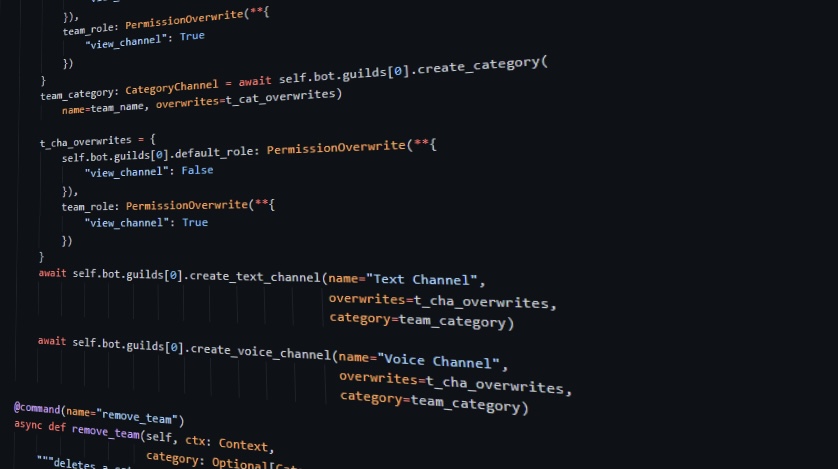 }),
team_role: PermissionOverwrite(**{
"view_channel": True
})
}
team_category: CategoryChannel = await self.bot.guilds[0].create_category(
name=team_name, overwrites=t_cat_overwrites)
t_cha_overwrites = {
self.bot.guilds[0].default_role: PermissionOverwrite(**{
"view_channel": False
}),
team_role: PermissionOverwrite(**{
"view_channel": True
})
}
await self.bot.guilds[0].create_text_channel(name="Text Channel",
overwrites=t_cha_overwrites,
category=team_category)
await self.bot.guilds[0].create_voice_channel(name="Voice Channel",
overwrites=t_cha_overwrites,
category=team_category)
@command(name="remove_team")
async def remove_team(self, ctx: Context,
category: Optional[
"""deletes a